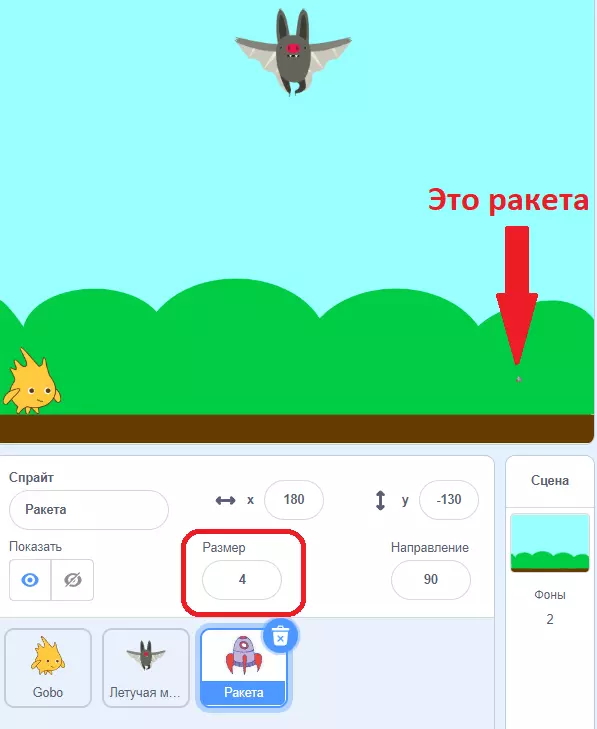 Это ракета
Спрайт
Сцена
Ракета
x
180
y
-130
Показать
Размер
Направление
4
90
Фоны
2
Gobo
Летучая м...
Ракета